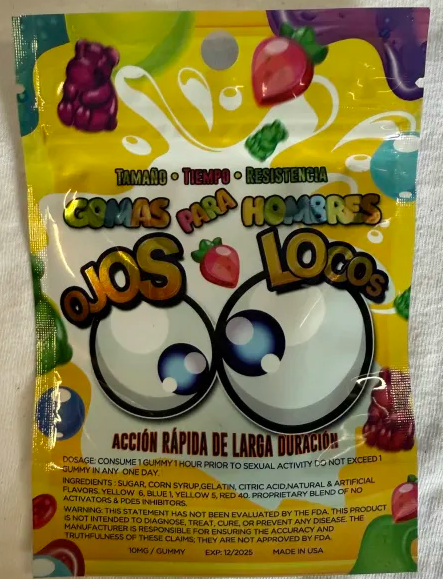 TAMAÑO • TIEMPO • RESISTENCIA
GOMAS PARA HOMBRES
OJOS LOCOS
ACCIÓN RÁPIDA DE LARGA DURACIÓN
DOSAGE: CONSUME 1 GUMMY 1 HOUR PRIOR TO SEXUAL ACTIVITY DO NOT EXCEED 1
GUMMY IN ANY ONE DAY.
INGREDIENTS : SUGAR, CORN SYRUP,GELATIN, CITRIC ACID,NATURAL & ARTIFICIAL
FLAVORS. YELLOW 6, BLUE 1, YELLOW 5, RED 40. PROPRIETARY BLEND OF NO
ACTIVATORS & PDE5 INHIBITORS.
WARNING: THIS STATEMENT HAS NOT BEEN EVALUATED BY THE FDA. THIS PRODUCT
IS NOT INTENDED TO DIAGNOSE, TREAT, CURE, OR PREVENT ANY DISEASE. THE
MANUFACTURER IS RESPONSIBLE FOR ENSURING THE ACCURACY AND
TRUTHFULNESS OF THESE CLAIMS; THEY ARE NOT APPROVED BY FDA.
10MG / GUMMY EXP: 12/2025 MADE IN USA